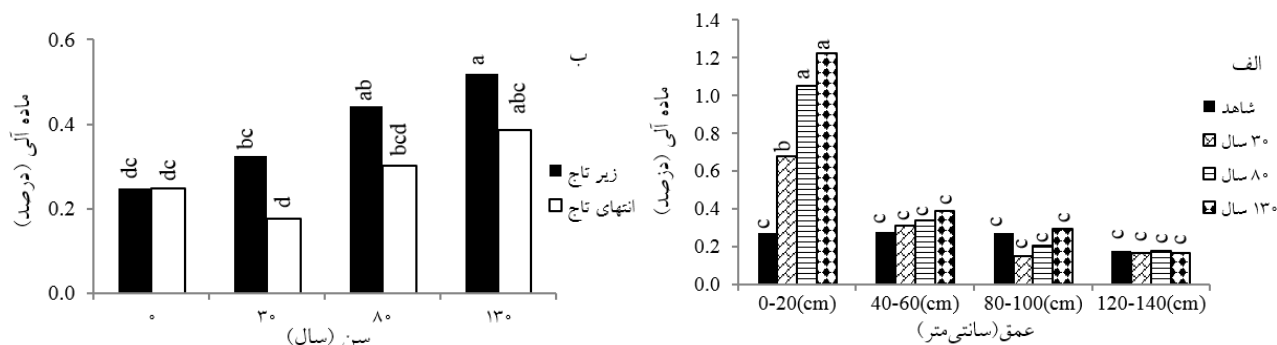 الف
ماده آلی (دزصد)
1.4
1.2
1.0
0.8
0.6
0.4
0.2
0.0
c b a a
c c c c
c c c c
c c c c
0-20(cm) 40-60(cm) 80-100(cm) 120-140(cm)
عمق(سانتی‌متر)
شاهد
۳۰ سال
۸۰ سال
۱۳۰ سال
ب
ماده آلی (درصد)
0.6
0.4
0.2
0.0
dc dc
bc d
ab bcd
a abc
۰ ۳۰ ۸۰ ۱۳۰
سن (سال)
زیر تاج
انتهای تاج